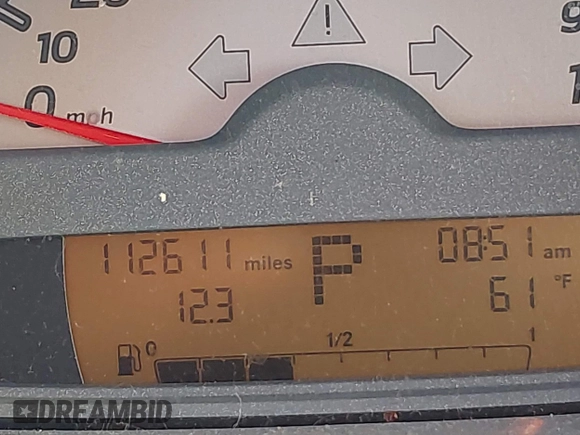 10
0 mph
112611 miles P 08:51 am
12.3 61 °F
0 1/2 1
DREAMBID